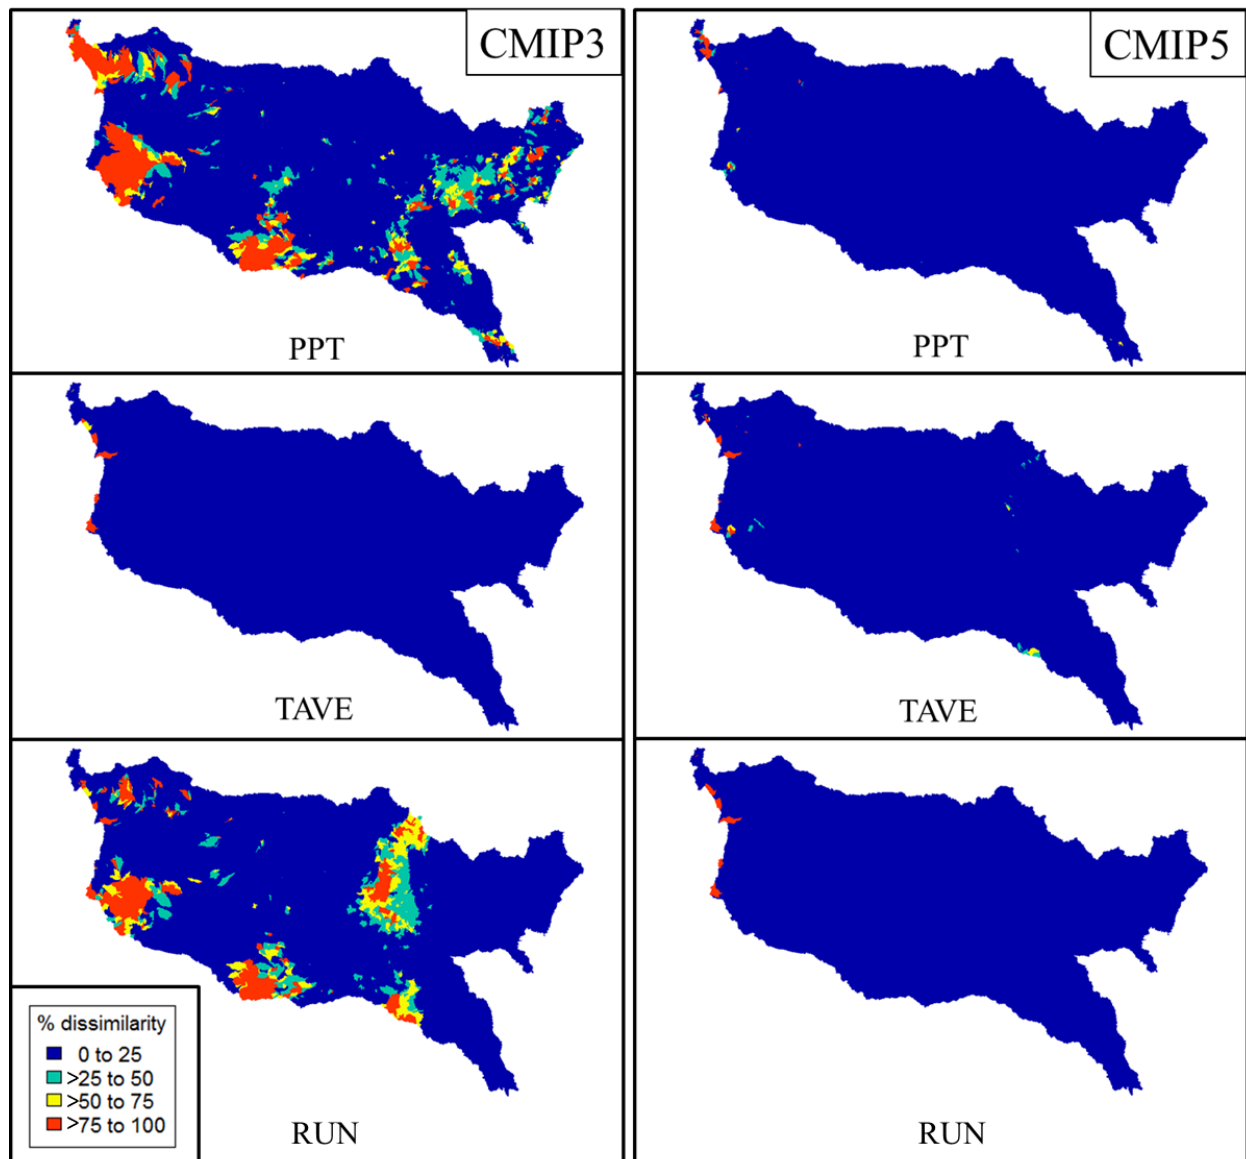 CMIP3
CMIP5
PPT
PPT
TAVE
TAVE
% dissimilarity
0 to 25
>25 to 50
>50 to 75
>75 to 100
RUN
RUN